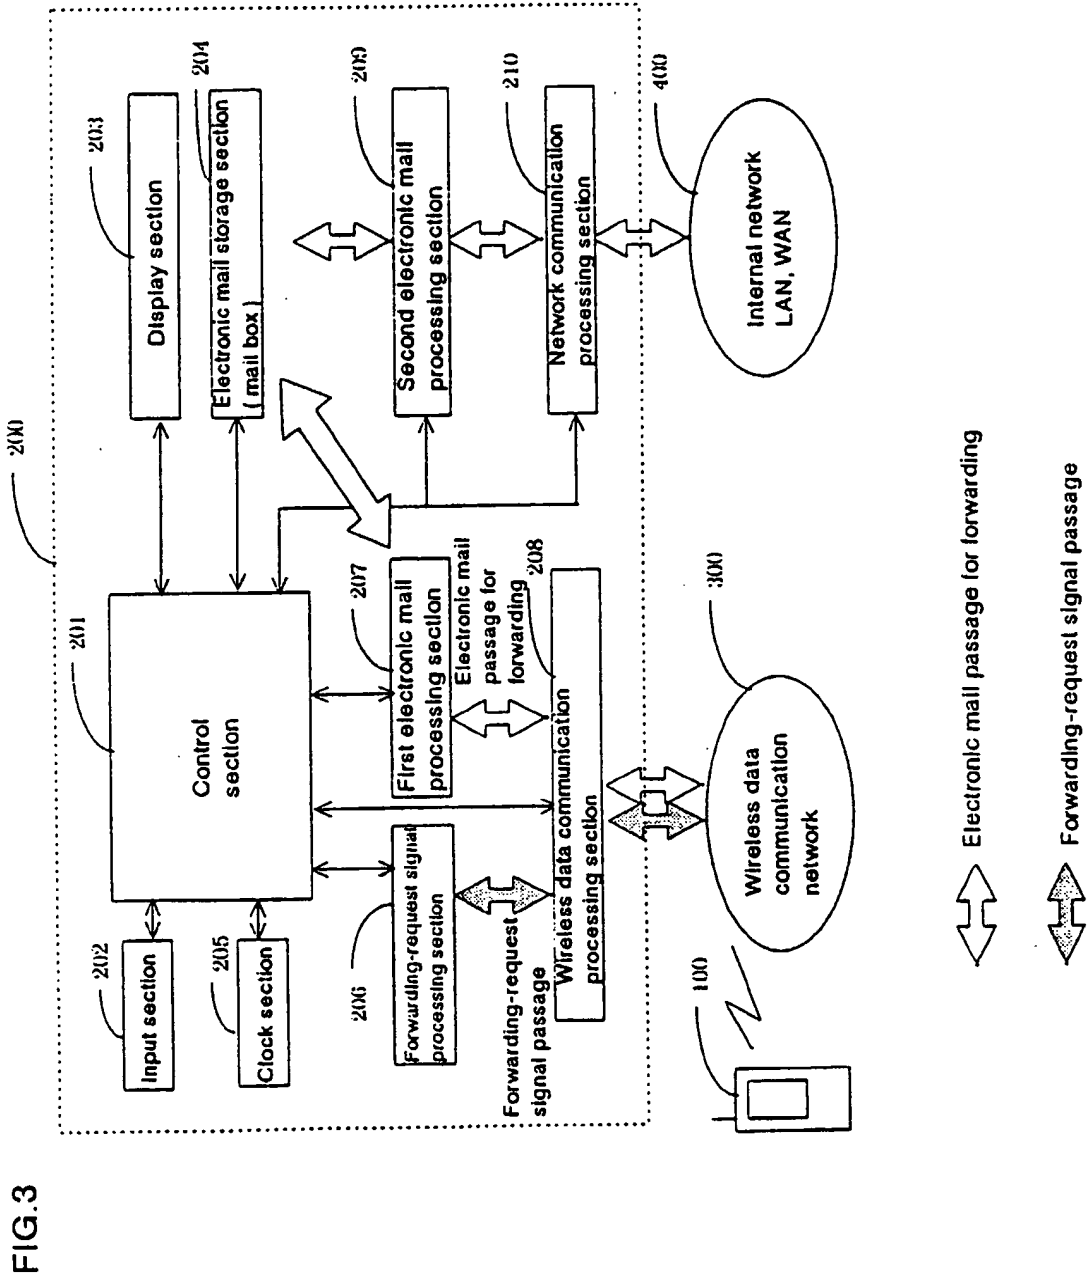 FIG.3
200
201
Control
section
202
Input section
205
Clock section
203
Display section
204
Electronic mail storage section
( mail box )
206
Forwarding-request signal
processing section
207
First electronic mail
processing section
209
Second electronic mail
processing section
Forwarding-request
signal passage
Electronic mail
passage for
forwarding
208
Wireless data communication
processing section
210
Network communication
processing section
100
300
Wireless data
communication
network
400
Internal network
LAN, WAN
Electronic mail passage for forwarding
Forwarding-request signal passage